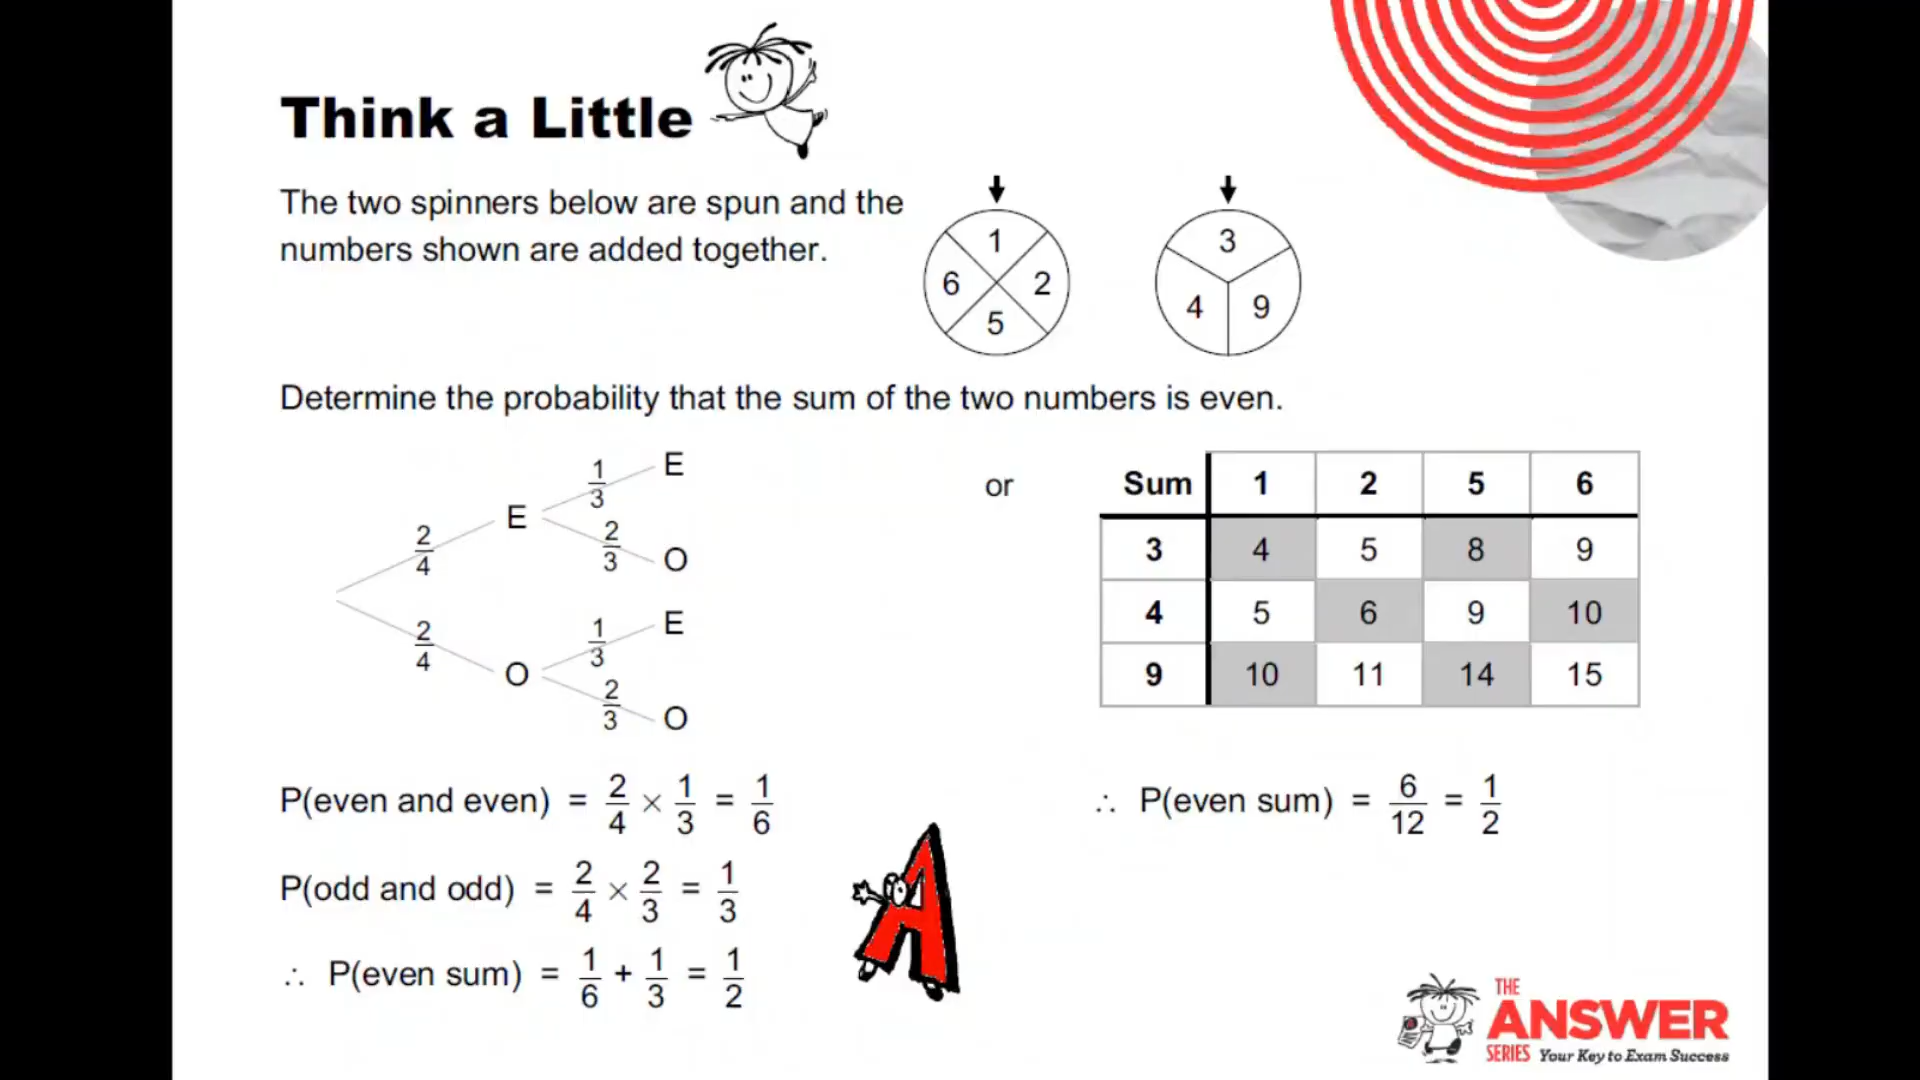 Think a Little
The two spinners below are spun and the
numbers shown are added together.
1
6 2
5
3
4 9
Determine the probability that the sum of the two numbers is even.
2/4 E 1/3 E
2/3 O
2/4 O 1/3 E
2/3 O
or
Sum 1 2 5 6
3 4 5 8 9
4 5 6 9 10
9 10 11 14 15
P(even and even) = 2/4 × 1/3 = 1/6
P(odd and odd) = 2/4 × 2/3 = 1/3
∴ P(even sum) = 1/6 + 1/3 = 1/2
∴ P(even sum) = 6/12 = 1/2
THE
ANSWER
SERIES Your Key to Exam Success